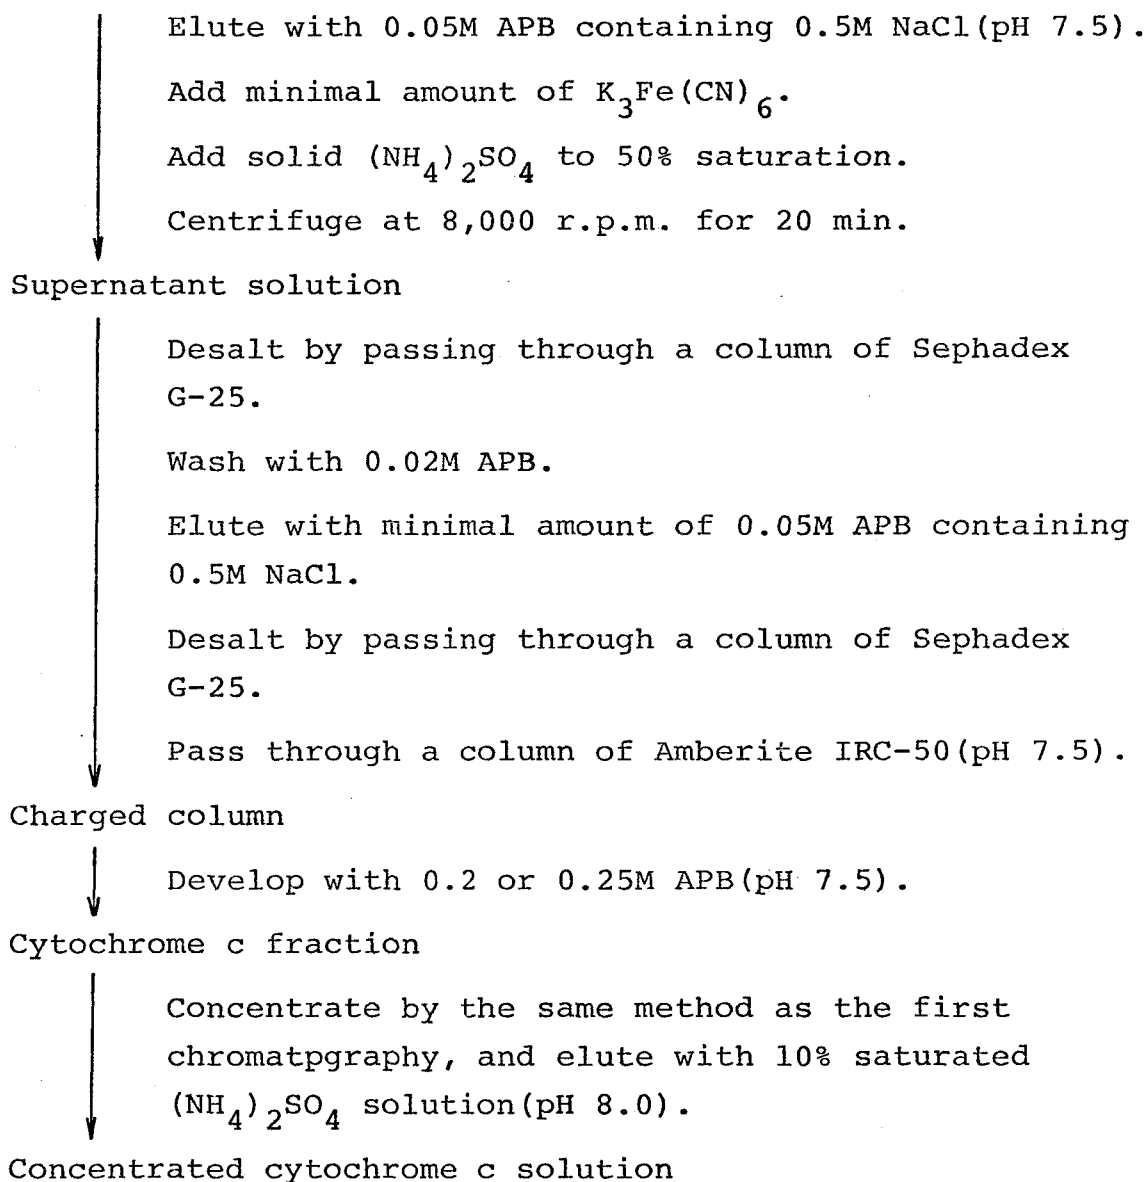 Elute with 0.05M APB containing 0.5M NaCl(pH 7.5).
Add minimal amount of K3Fe(CN)6.
Add solid (NH4)2SO4 to 50% saturation.
Centrifuge at 8,000 r.p.m. for 20 min.
Supernatant solution
Desalt by passing through a column of Sephadex
G-25.
Wash with 0.02M APB.
Elute with minimal amount of 0.05M APB containing
0.5M NaCl.
Desalt by passing through a column of Sephadex
G-25.
Pass through a column of Amberite IRC-50(pH 7.5).
Charged column
Develop with 0.2 or 0.25M APB(pH 7.5).
Cytochrome c fraction
Concentrate by the same method as the first
chromatpgraphy, and elute with 10% saturated
(NH4)2SO4 solution(pH 8.0).
Concentrated cytochrome c solution